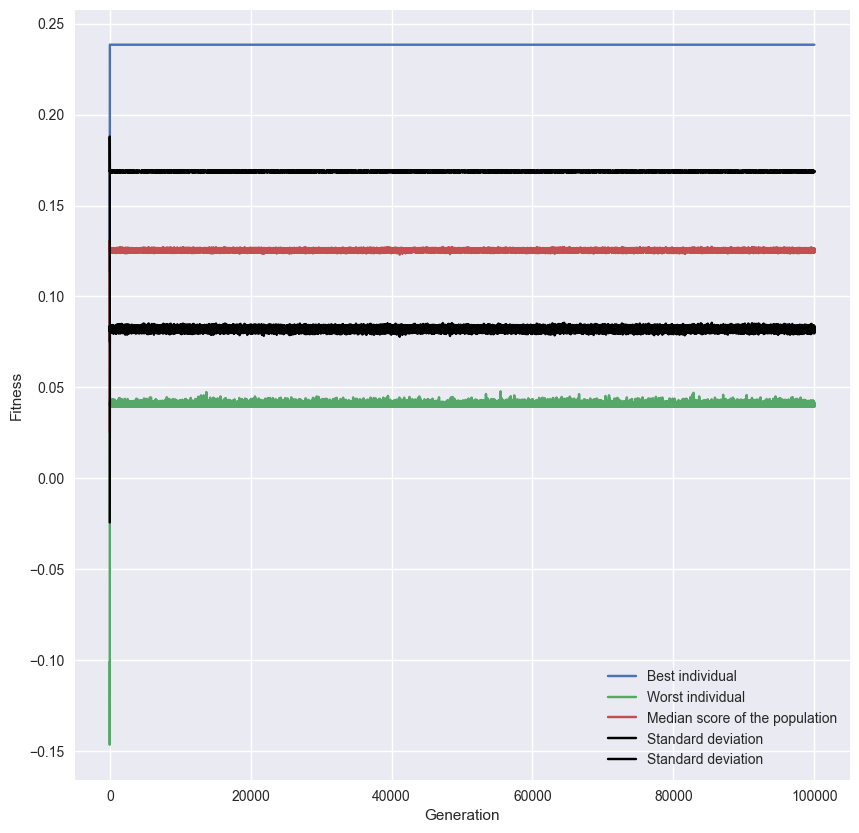 0.25
0.20
0.15
0.10
0.05
0.00
−0.05
−0.10
−0.15
Fitness
Best individual
Worst individual
Median score of the population
Standard deviation
Standard deviation
0 20000 40000 60000 80000 100000
Generation